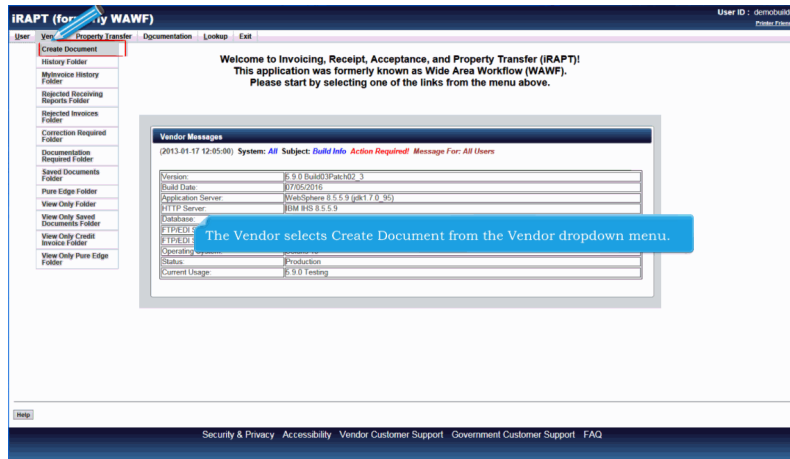 iRAPT (for y WAWF)
User ID : demobuild
Printer Frien
User Ven Property Transfer Documentation Lookup Exit
Create Document
History Folder
MyInvoice History
Folder
Rejected Receiving
Reports Folder
Rejected Invoices
Folder
Correction Required
Folder
Documentation
Required Folder
Saved Documents
Folder
Pure Edge Folder
View Only Folder
View Only Saved
Documents Folder
View Only Credit
Invoice Folder
View Only Pure Edge
Folder
Welcome to Invoicing, Receipt, Acceptance, and Property Transfer (iRAPT)!
This application was formerly known as Wide Area Workflow (WAWF).
Please start by selecting one of the links from the menu above.
Vendor Messages
(2013-01-17 12:05:00) System: All Subject: Build Info Action Required! Message For: All Users
Version: 5.9.0 Build03Patch02_3
Build Date: 07/05/2016
Application Server: WebSphere 8.5.5.9 (jdk1.7.0_95)
HTTP Server: IBM IHS 8.5.5.9
Database:
FTP/EDI S
FTP/EDI S
Operating System:
Status: Production
Current Usage: 5.9.0 Testing
The Vendor selects Create Document from the Vendor dropdown menu.
Help
Security & Privacy Accessibility Vendor Customer Support Government Customer Support FAQ